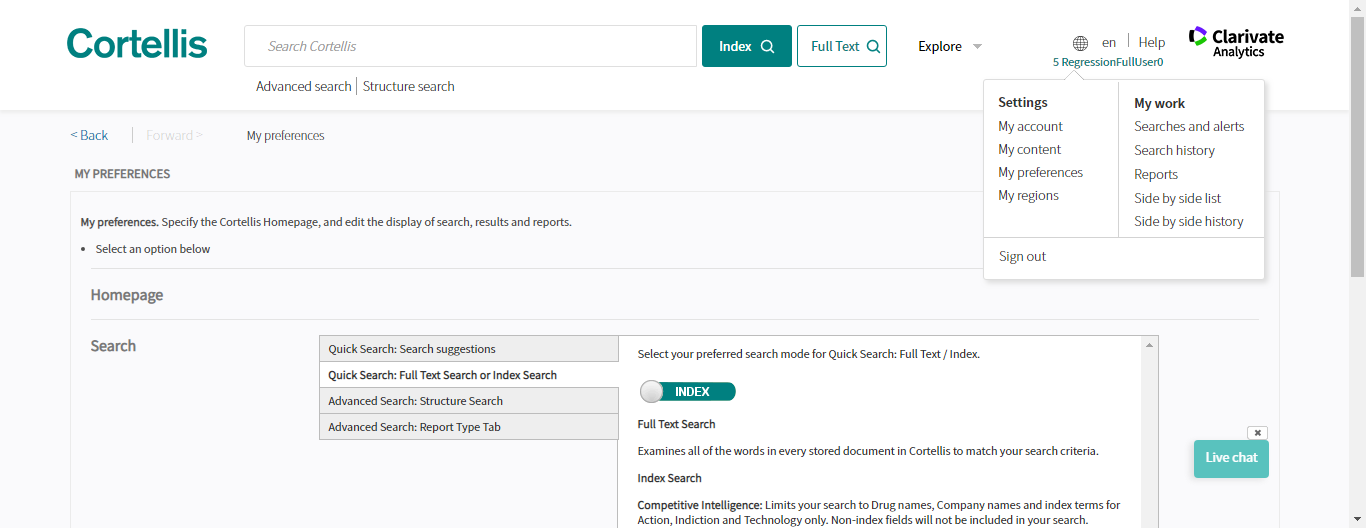 Cortellis
Search Cortellis
Index
Full Text
Explore
en
Help
5 RegressionFullUser0
Clarivate
Analytics
Advanced search
Structure search
Settings
My account
My content
My preferences
My regions
My work
Searches and alerts
Search history
Reports
Side by side list
Side by side history
Sign out
< Back
Forward >
My preferences
MY PREFERENCES
My preferences. Specify the Cortellis Homepage, and edit the display of search, results and reports.
• Select an option below
Homepage
Search
Quick Search: Search suggestions
Quick Search: Full Text Search or Index Search
Advanced Search: Structure Search
Advanced Search: Report Type Tab
Select your preferred search mode for Quick Search: Full Text / Index.
INDEX
Full Text Search
Examines all of the words in every stored document in Cortellis to match your search criteria.
Index Search
Competitive Intelligence: Limits your search to Drug names, Company names and index terms for
Action, Indiction and Technology only. Non-index fields will not be included in your search.
Live chat